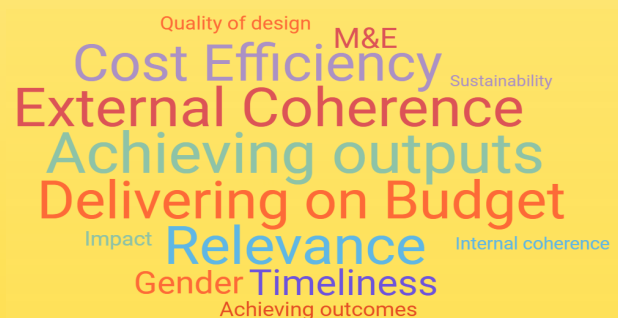 Quality of design
M&E
Cost Efficiency
Sustainability
External Coherence
Achieving outputs
Delivering on Budget
Impact
Relevance
Internal coherence
Gender
Timeliness
Achieving outcomes